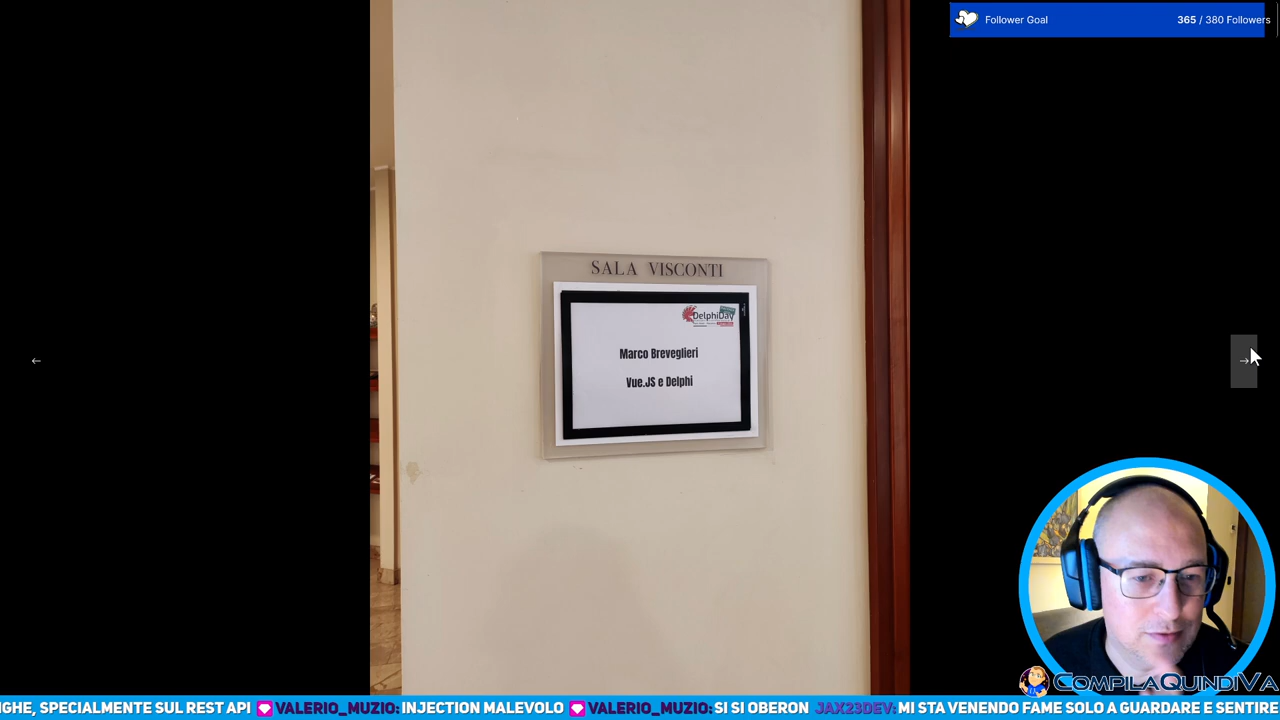 Follower Goal
365 / 380 Followers
SALA VISCONTI
DelphiDay
Marco Breveglieri
Vue.JS e Delphi
COMPILAQUINDIVA
NGHE, SPECIALMENTE SUL REST API VALERIO_MUZIO: INJECTION MALEVOLO VALERIO_MUZIO: SI SI OBERON JAX23DEV: MI STA VENENDO FAME SOLO A GUARDARE E SENTIRE